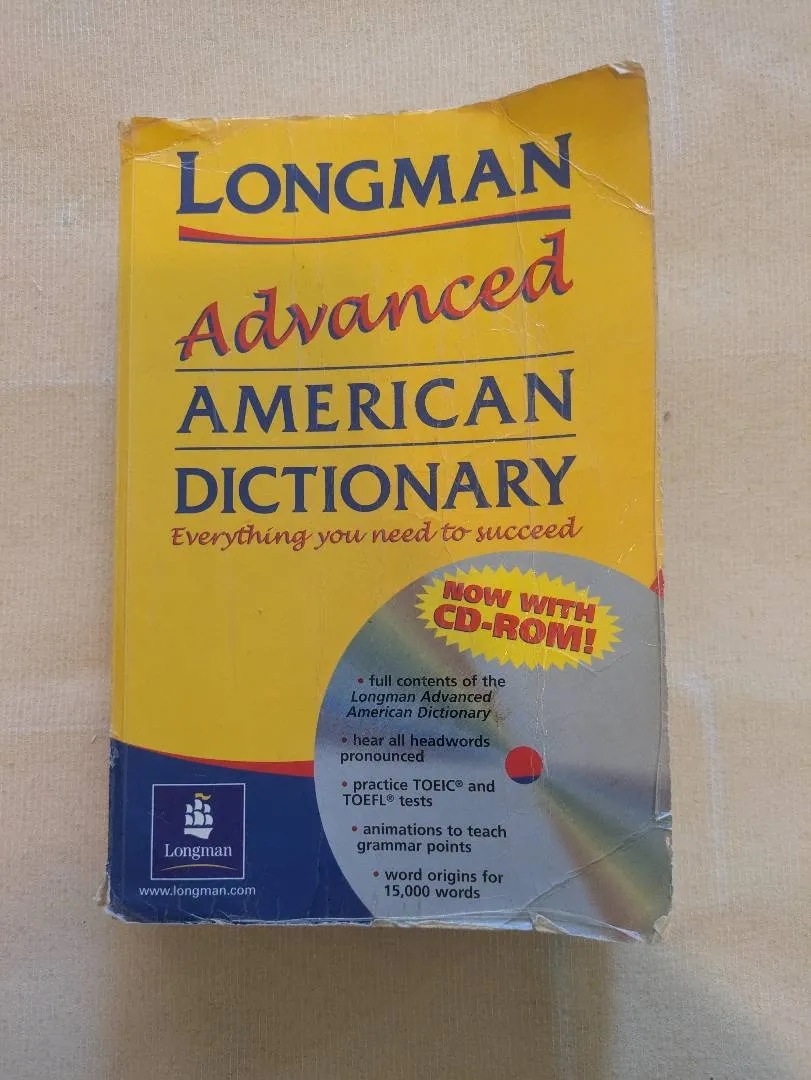 LONGMAN
Advanced
AMERICAN
DICTIONARY
Everything you need to succeed
NOW WITH
CD-ROM!
• full contents of the
Longman Advanced
American Dictionary
• hear all headwords
pronounced
• practice TOEIC® and
TOEFL® tests
• animations to teach
grammar points
• word origins for
15,000 words
Longman
www.longman.com